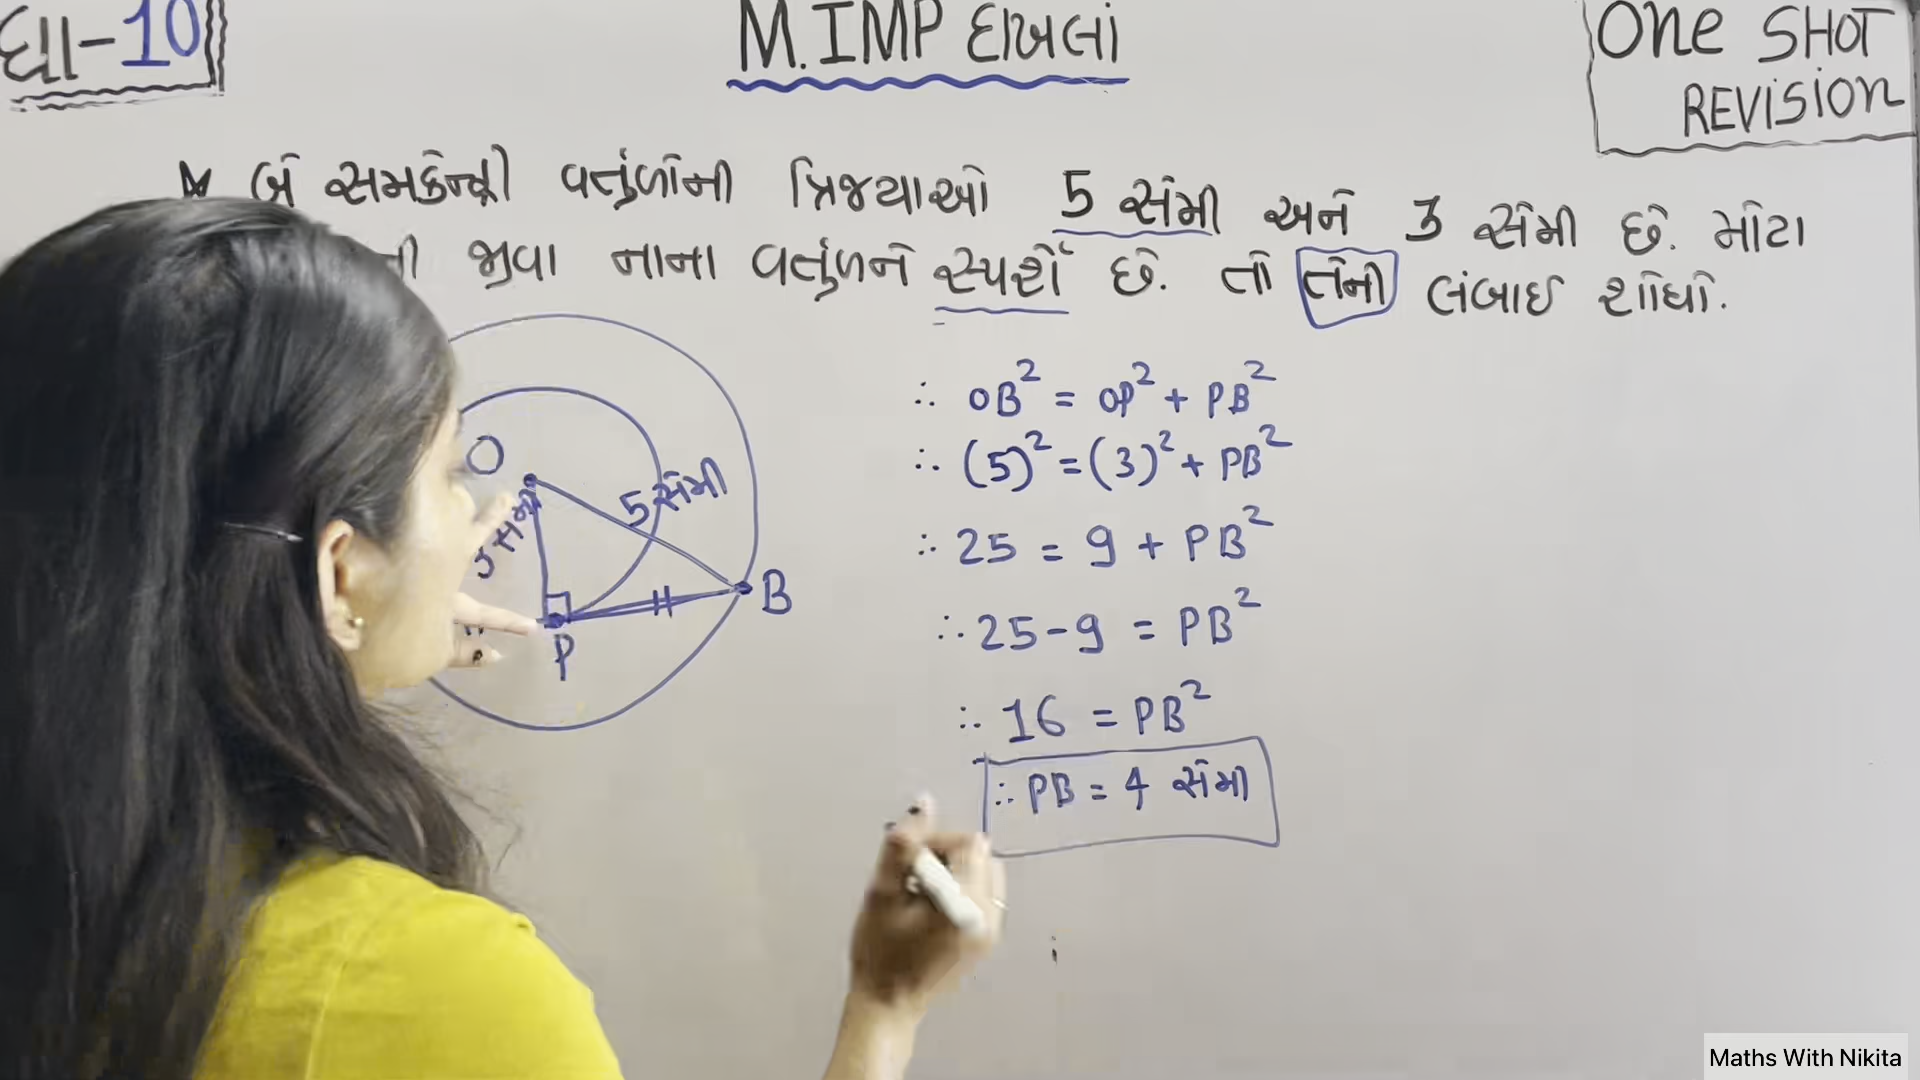 ધા-10
M. IMP દાખલાં
One SHOT
REVISION
બે સમકેન્દ્રી વર્તુળોની ત્રિજ્યાઓ 5 સેમી અને 3 સેમી છે. મોટા
ની જીવા નાના વર્તુળને સ્પર્શે છે. તો તેની લંબાઈ શોધો.
O
5 સેમી
3 સેમી
B
P
∴ OB² = OP² + PB²
∴ (5)² = (3)² + PB²
∴ 25 = 9 + PB²
∴ 25 - 9 = PB²
∴ 16 = PB²
∴ PB = 4 સેમી
Maths With Nikita